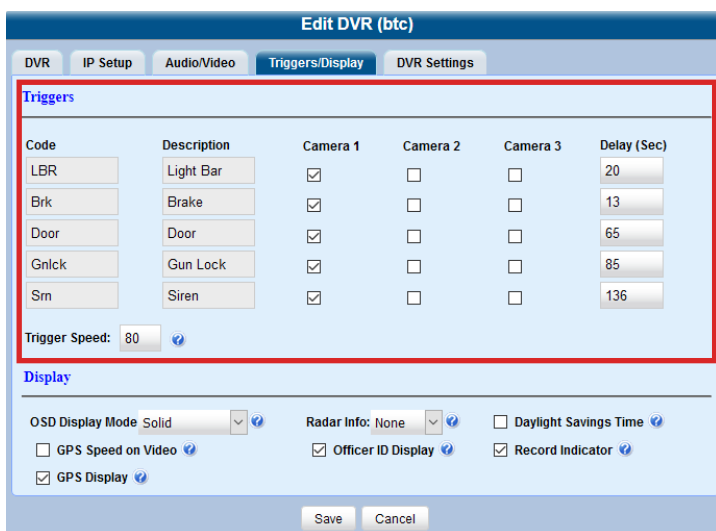 Edit DVR (btc)
DVR IP Setup Audio/Video Triggers/Display DVR Settings
Triggers
Code Description Camera 1 Camera 2 Camera 3 Delay (Sec)
LBR Light Bar 20
Brk Brake 13
Door Door 65
Gnlck Gun Lock 85
Srn Siren 136
Trigger Speed: 80 ?
Display
OSD Display Mode Solid ? Radar Info: None ? Daylight Savings Time ?
GPS Speed on Video ? Officer ID Display ? Record Indicator ?
GPS Display ?
Save Cancel